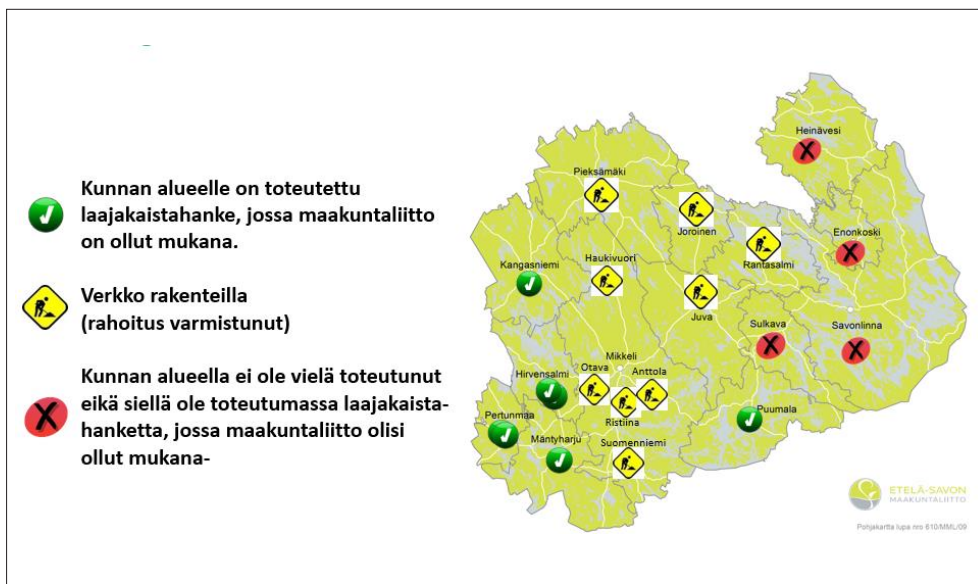 Kunnan alueelle on toteutettu
laajakaistahanke, jossa maakuntaliitto
on ollut mukana.
Verkko rakenteilla
(rahoitus varmistunut)
Kunnan alueella ei ole vielä toteutunut
eikä siellä ole toteutumassa laajakaista-
hanketta, jossa maakuntaliitto olisi
ollut mukana-
Heinävesi
Pieksämäki
Joroinen
Enonkoski
Kangasniemi
Haukivuori
Rantasalmi
Juva
Sulkava
Savonlinna
Mikkeli
Otava
Anttola
Hirvensalmi
Pertunmaa
Ristiina
Puumala
Mäntyharju
Suomenniemi
ETELÄ-SAVON
MAAKUNTALIITTO
Pohjakartta lupa nro 610/MML/09